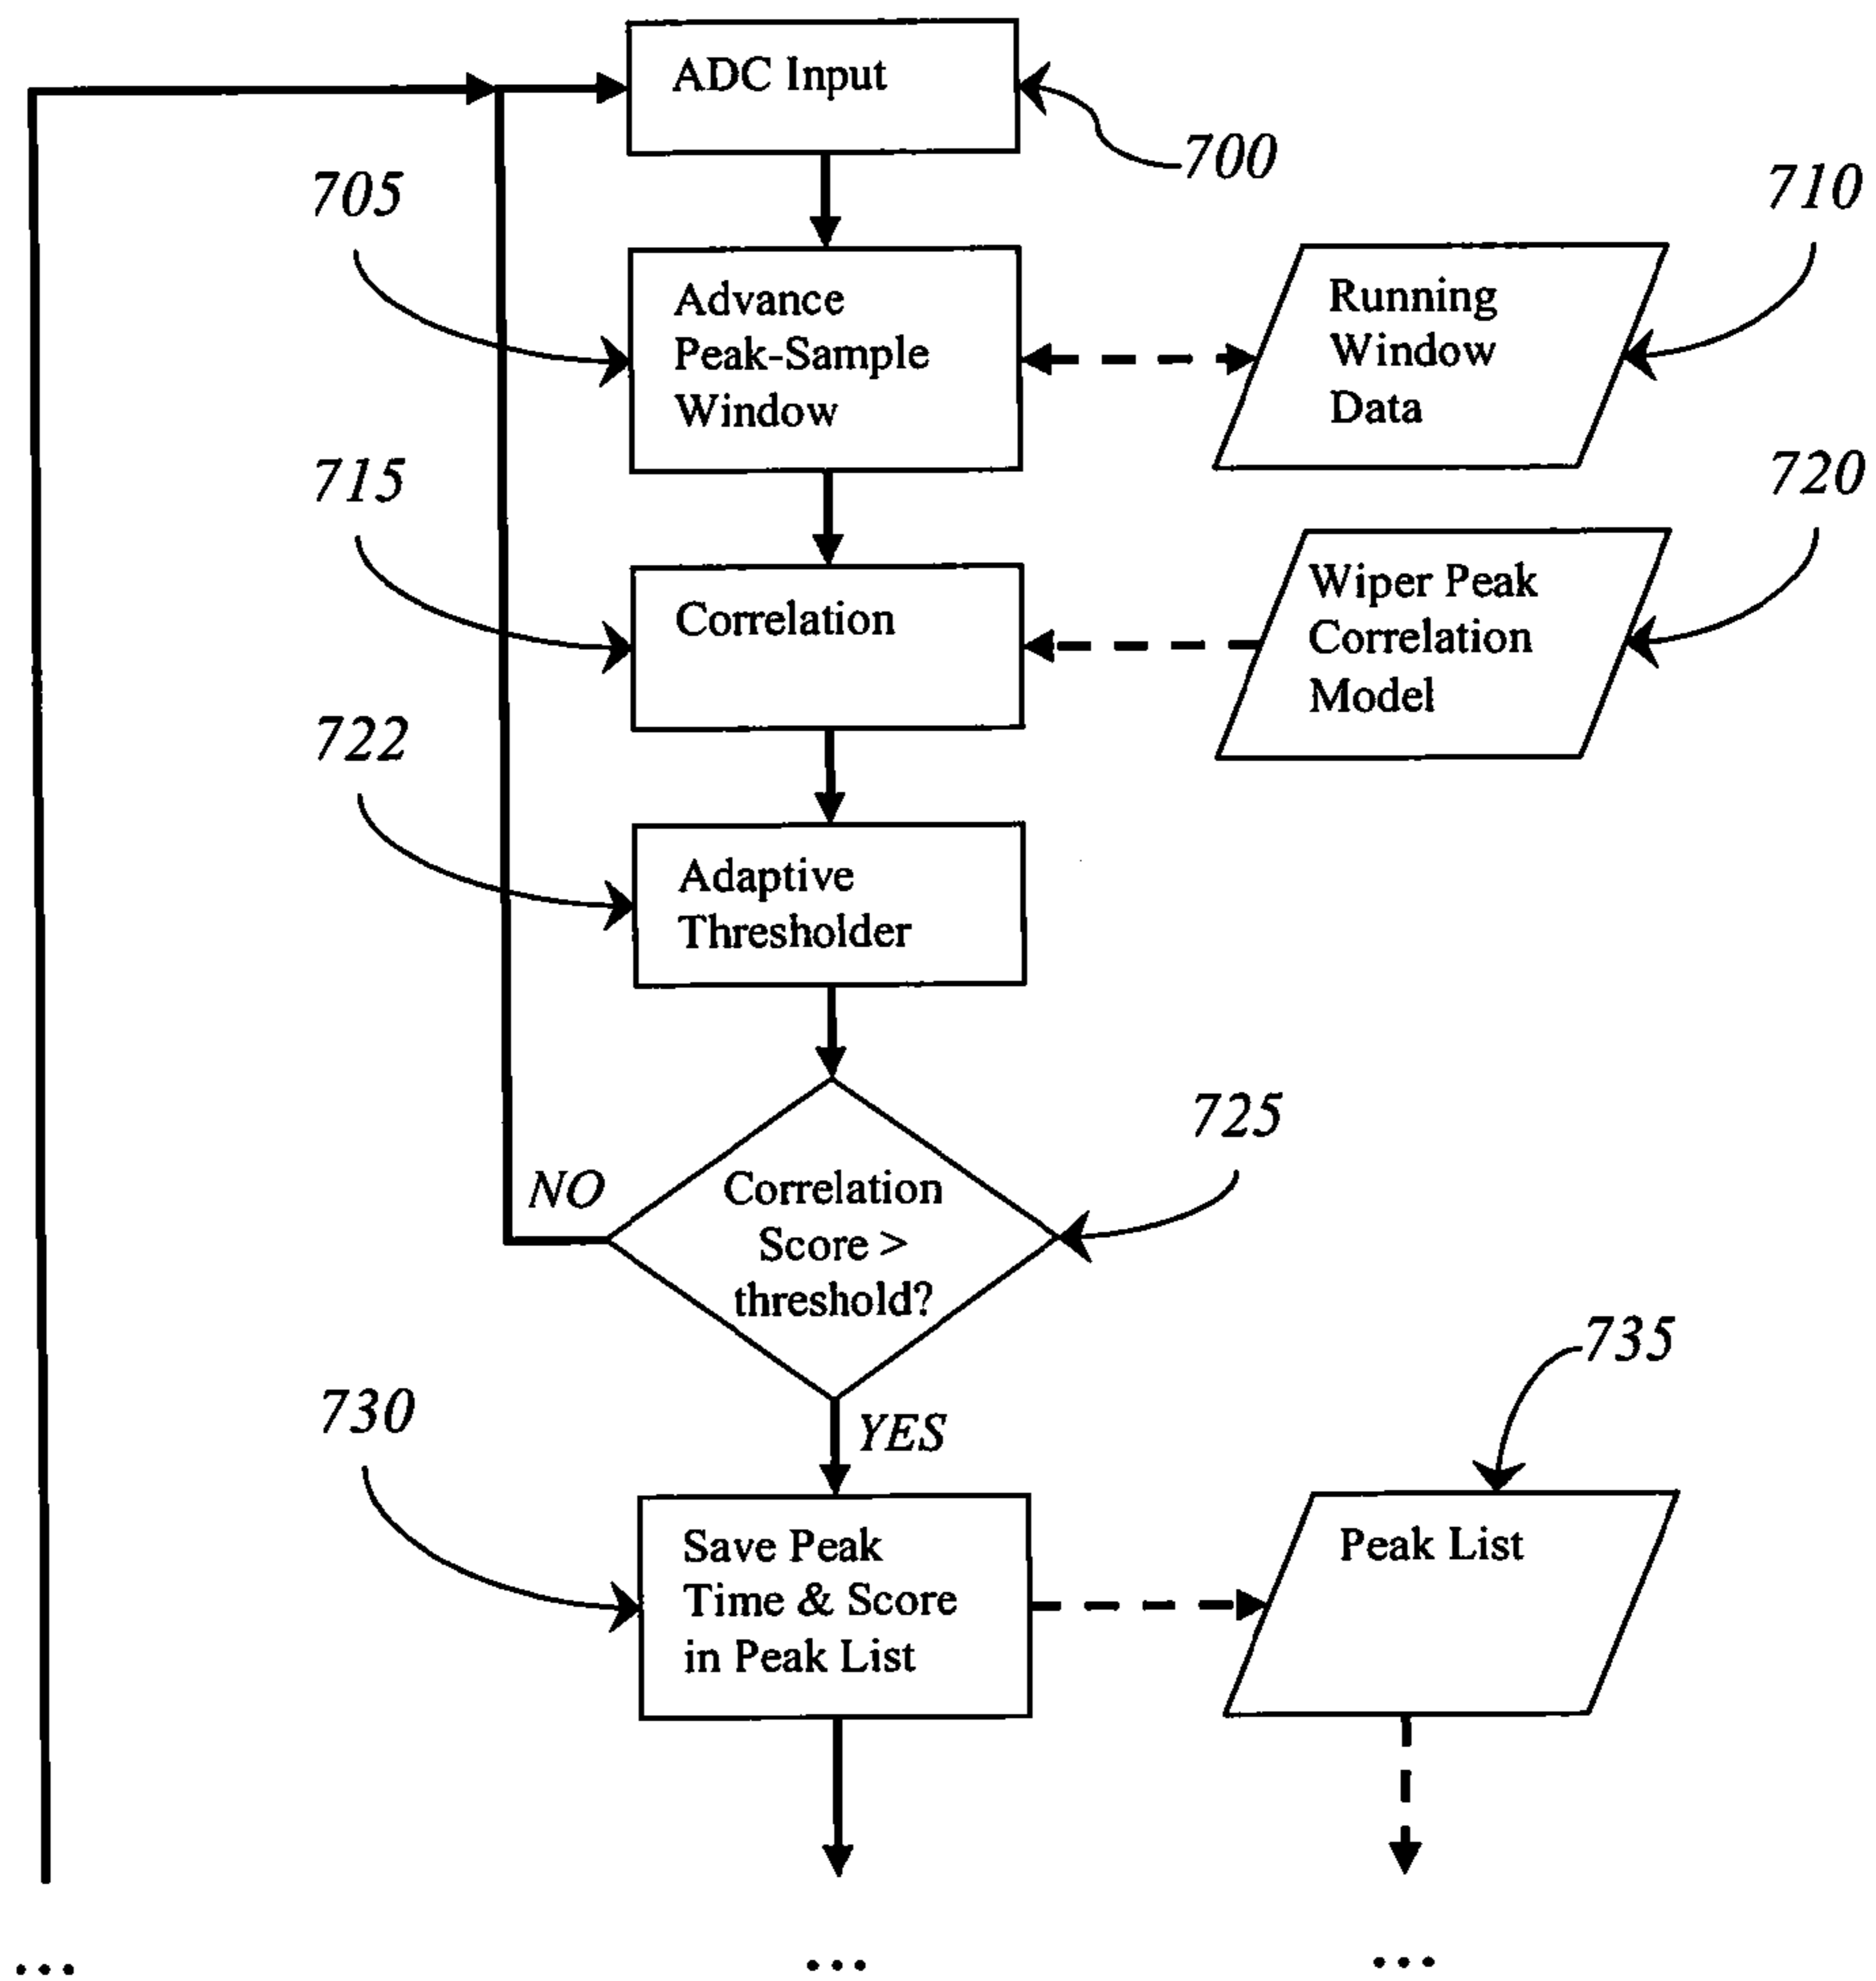 ADC Input
700
705
710
Advance
Peak-Sample
Window
Running
Window
Data
715
720
Correlation
Wiper Peak
Correlation
Model
722
Adaptive
Thresholder
725
NO
Correlation
Score >
threshold?
735
730
YES
Save Peak
Time & Score
in Peak List
Peak List
...
...
...